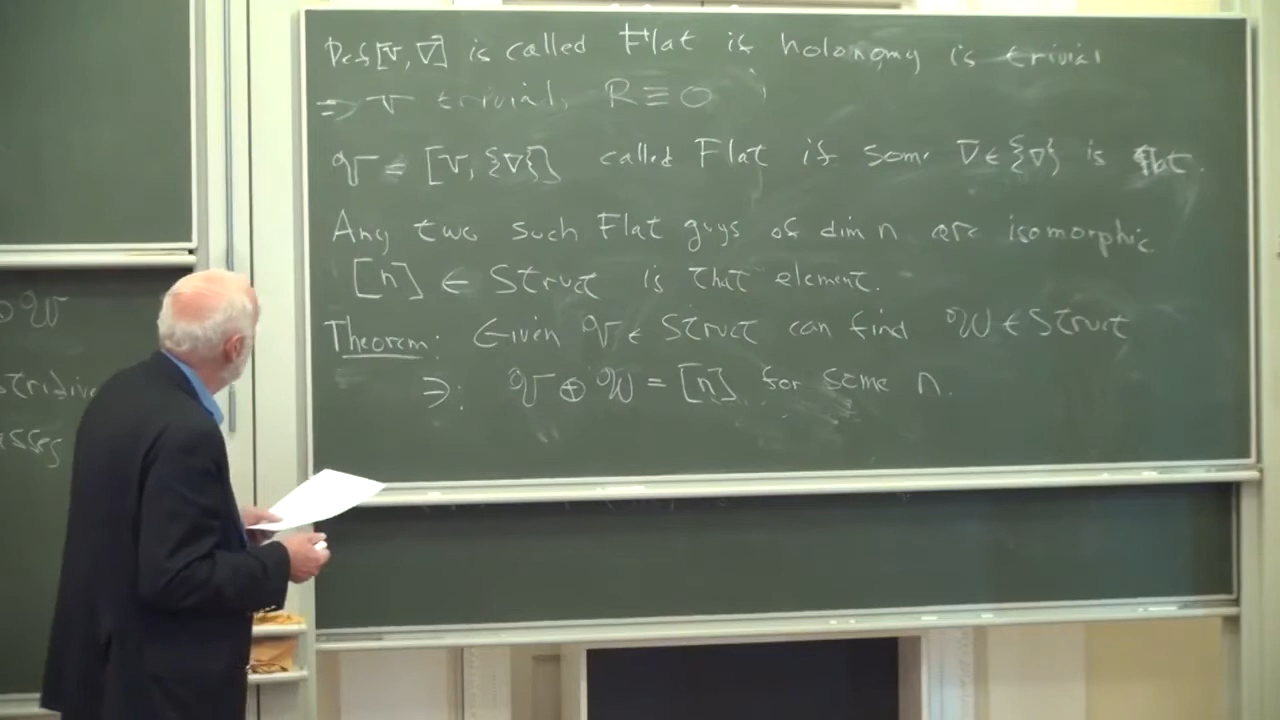 ⊕ 𝒲
Def [V, ∇] is called Flat if holonomy is trivial
⇒ V trivial, R ≡ 0
𝒱 = [V, {∇}] called Flat if some ∇ ∈ {∇} is flat.
Any two such Flat guys of dim n are isomorphic
[n] ∈ Struct is that element.
Theorem: Given 𝒱 ∈ Struct can find 𝒲 ∈ Struct
∋: 𝒱 ⊕ 𝒲 = [n] for some n.